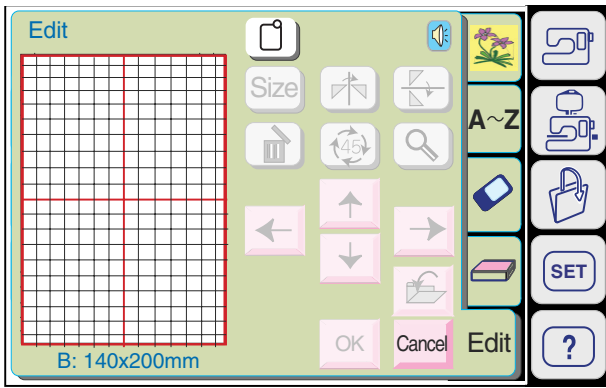 Edit
Size
A~Z
45
SET
OK
Cancel
Edit
?
B: 140x200mm